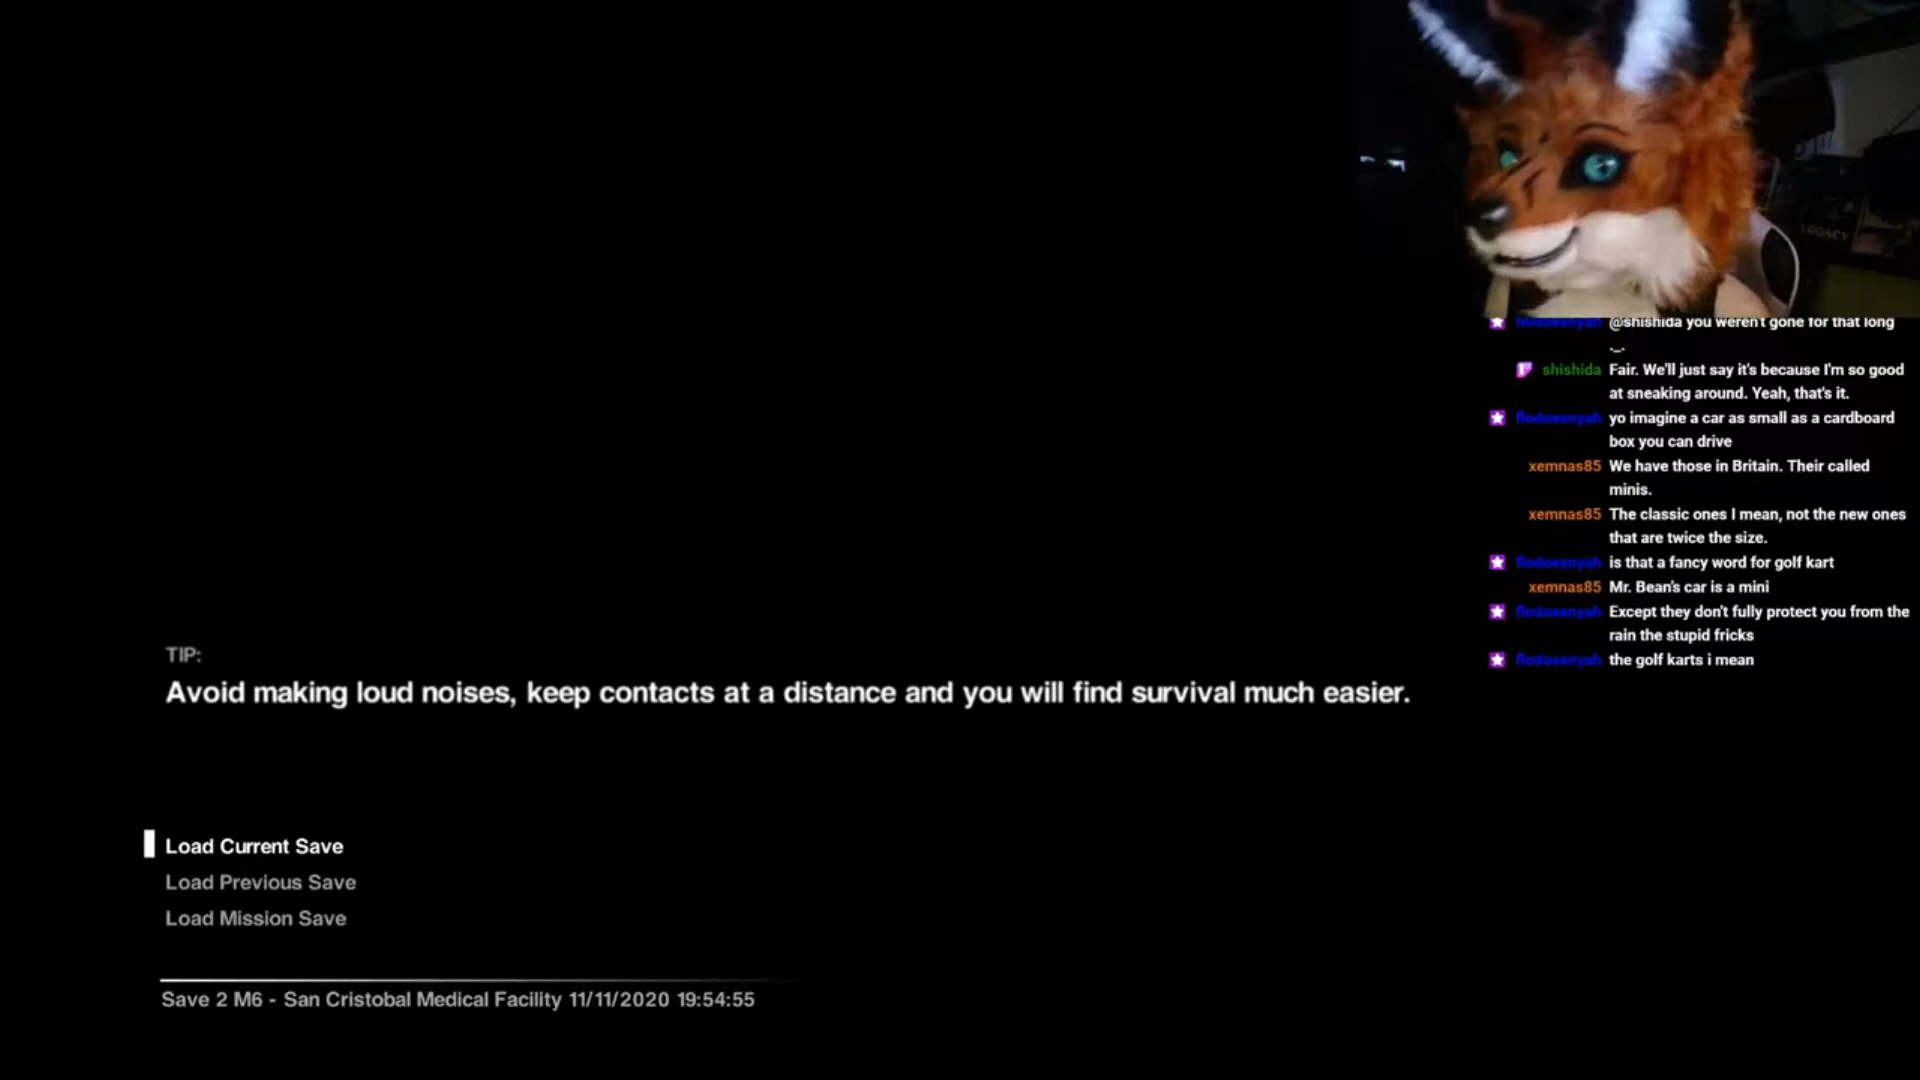 @shishida you weren't gone for that long
._.
shishida Fair. We'll just say it's because I'm so good
at sneaking around. Yeah, that's it.
flodoesnyah yo imagine a car as small as a cardboard
box you can drive
xemnas85 We have those in Britain. Their called
minis.
xemnas85 The classic ones I mean, not the new ones
that are twice the size.
flodoesnyah is that a fancy word for golf kart
xemnas85 Mr. Bean's car is a mini
flodoesnyah Except they don't fully protect you from the
rain the stupid fricks
flodoesnyah the golf karts i mean
TIP:
Avoid making loud noises, keep contacts at a distance and you will find survival much easier.
Load Current Save
Load Previous Save
Load Mission Save
Save 2 M6 - San Cristobal Medical Facility 11/11/2020 19:54:55